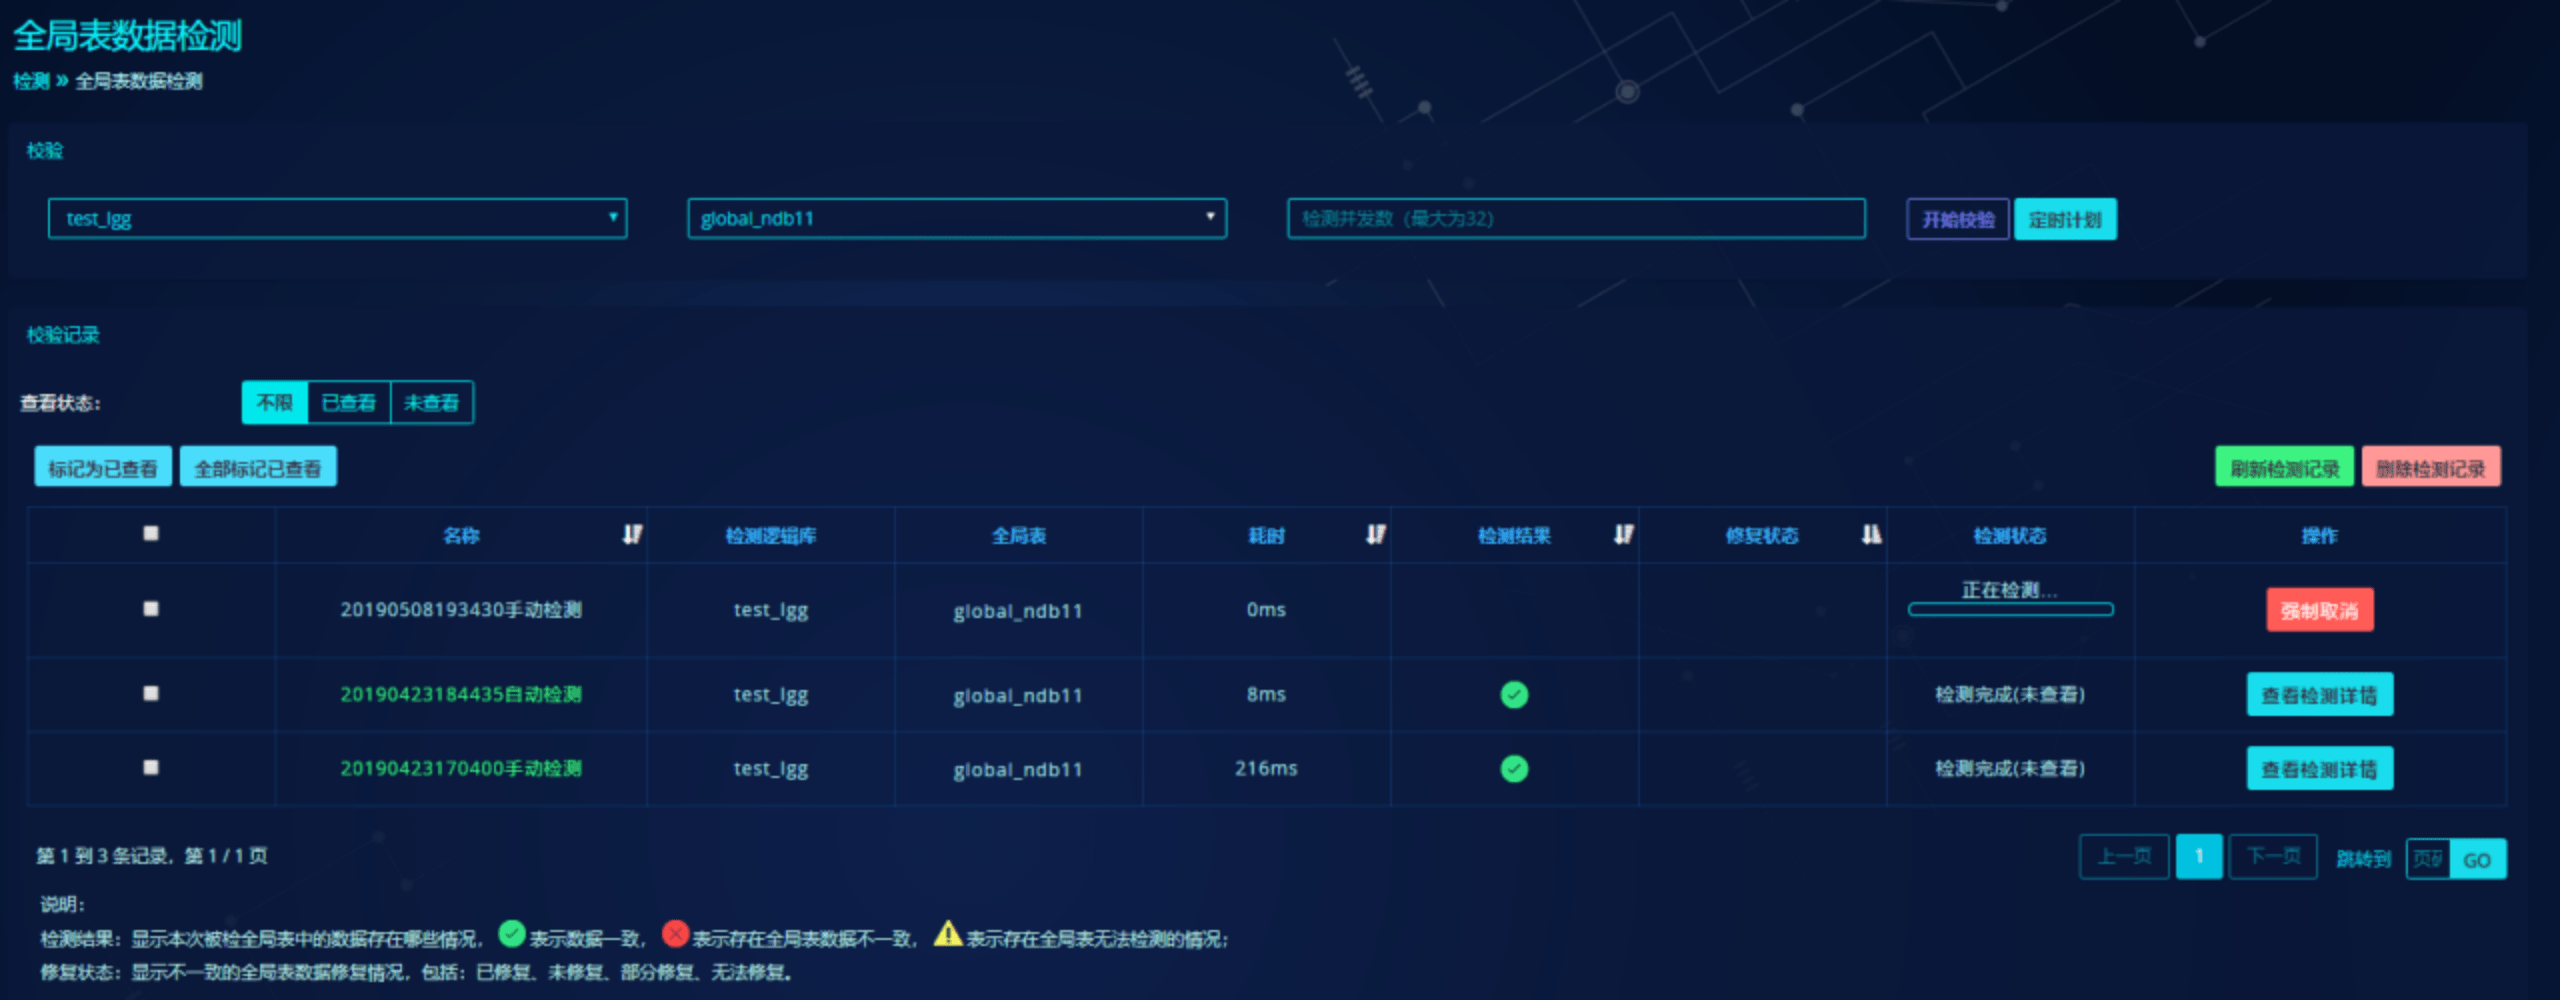 全局表数据检测
检测 » 全局表数据检测
校验
test_lgg
global_ndb11
检测并发数（最大为32）
开始校验
定时计划
校验记录
查看状态：
不限
已查看
未查看
标记为已查看
全部标记已查看
刷新检测记录
删除检测记录
名称 检测逻辑库 全局表 耗时 检测结果 修复状态 检测状态 操作
20190508193430手动检测 test_lgg global_ndb11 0ms 正在检测... 强制取消
20190423184435自动检测 test_lgg global_ndb11 8ms 检测完成(未查看) 查看检测详情
20190423170400手动检测 test_lgg global_ndb11 216ms 检测完成(未查看) 查看检测详情
第 1 到 3 条记录，第 1 / 1 页
上一页 1 下一页 跳转到 GO
说明：
检测结果：显示本次被检全局表中的数据存在哪些情况， 表示数据一致， 表示存在全局表数据不一致， 表示存在全局表无法检测的情况；
修复状态：显示不一致的全局表数据修复情况，包括：已修复、未修复、部分修复、无法修复。